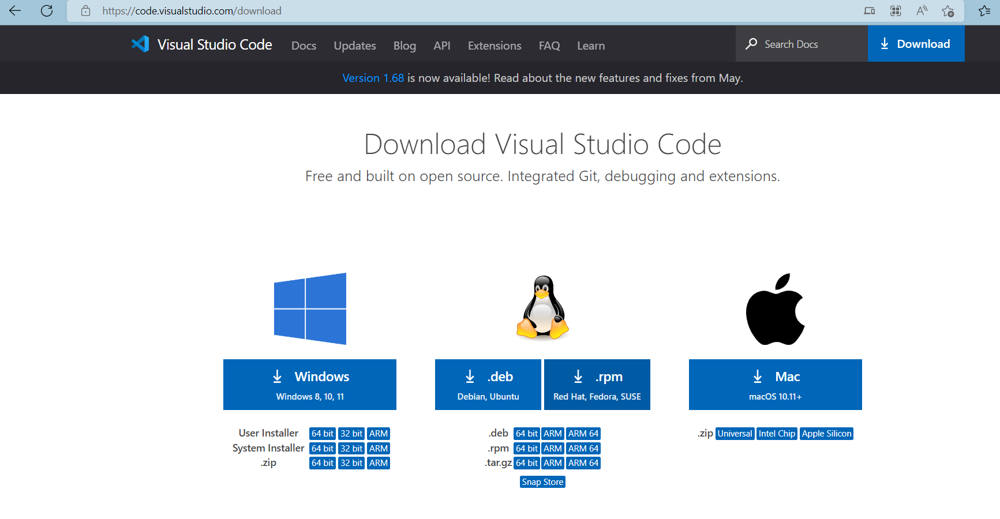 https://code.visualstudio.com/download
Visual Studio Code Docs Updates Blog API Extensions FAQ Learn Search Docs Download
Version 1.68 is now available! Read about the new features and fixes from May.
Download Visual Studio Code
Free and built on open source. Integrated Git, debugging and extensions.
Windows
Windows 8, 10, 11
User Installer 64 bit 32 bit ARM
System Installer 64 bit 32 bit ARM
.zip 64 bit 32 bit ARM
.deb
Debian, Ubuntu
.rpm
Red Hat, Fedora, SUSE
.deb 64 bit ARM ARM 64
.rpm 64 bit ARM ARM 64
.tar.gz 64 bit ARM ARM 64
Snap Store
Mac
macOS 10.11+
.zip Universal Intel Chip Apple Silicon